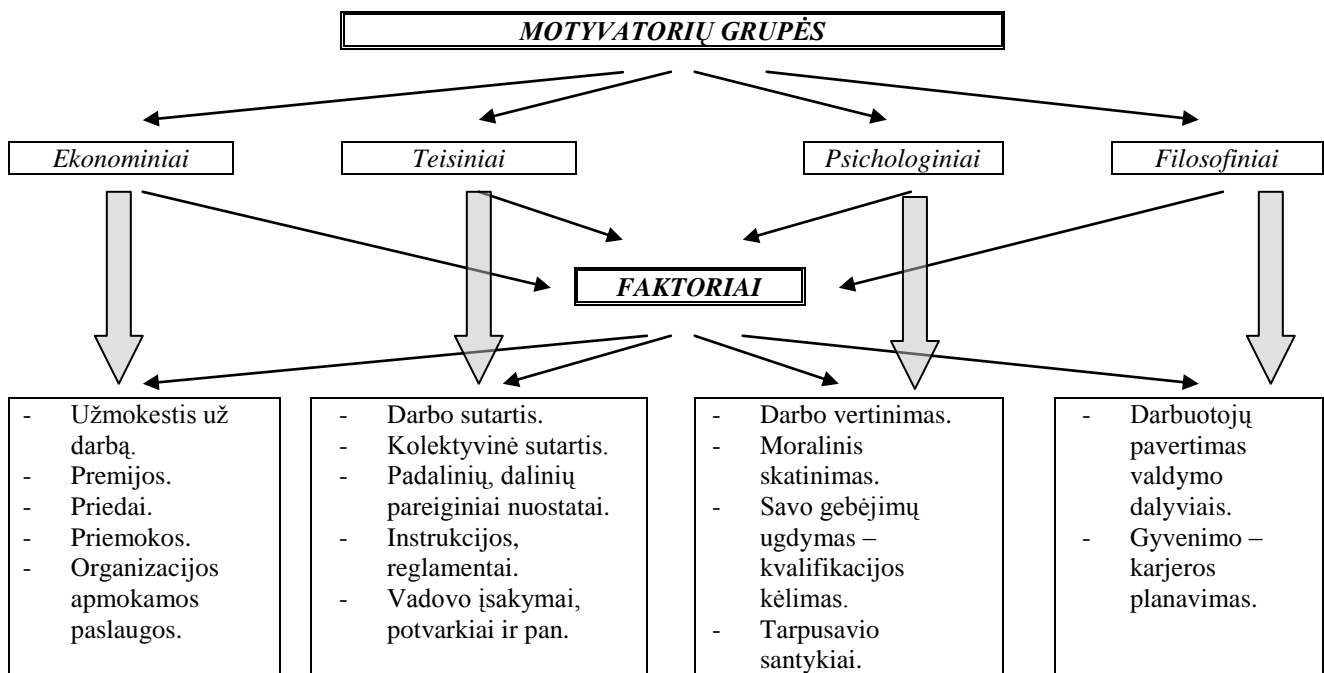 MOTYVATORIŲ GRUPĖS
Ekonominiai
Teisiniai
Psichologiniai
Filosofiniai
FAKTORIAI
- Užmokestis už
darbą.
- Premijos.
- Priedai.
- Priemokos.
- Organizacijos
apmokamos
paslaugos.
- Darbo sutartis.
- Kolektyvinė sutartis.
- Padalinių, dalinių
pareiginiai nuostatai.
- Instrukcijos,
reglamentai.
- Vadovo įsakymai,
potvarkiai ir pan.
- Darbo vertinimas.
- Moralinis
skatinimas.
- Savo gebėjimų
ugdymas –
kvalifikacijos
kėlimas.
- Tarpusavio
santykiai.
- Darbuotojų
pavertimas
valdymo
dalyviais.
- Gyvenimo –
karjeros
planavimas.